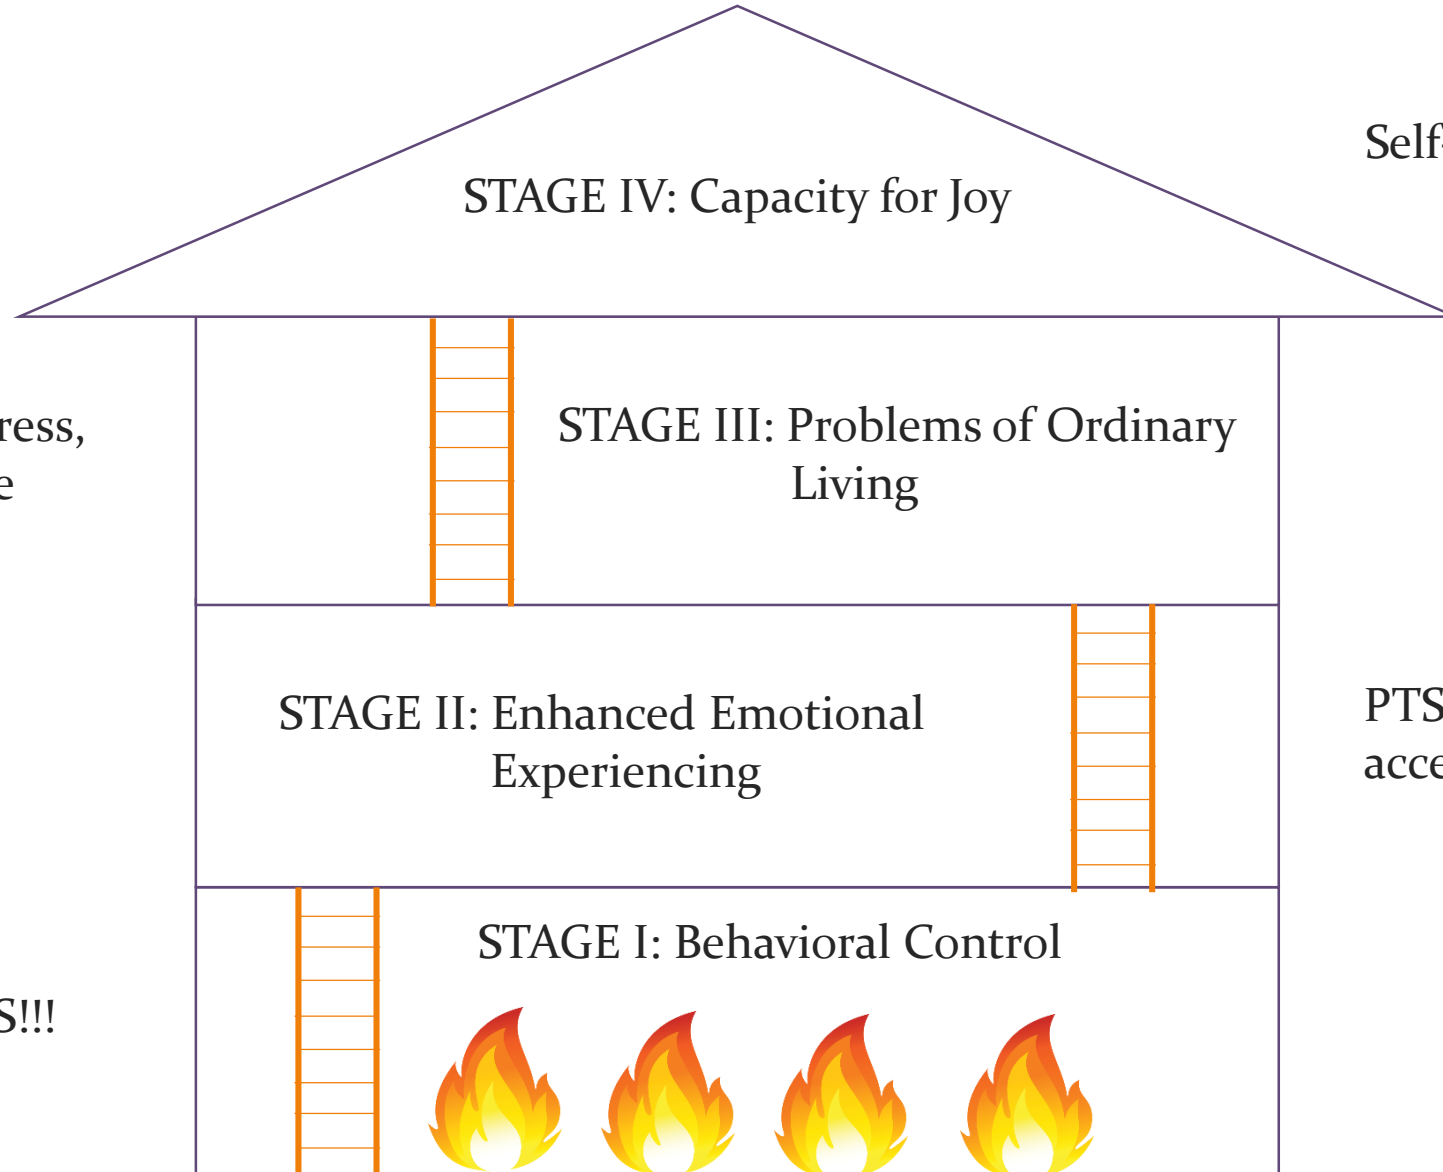 Self-
STAGE IV: Capacity for Joy
ress,
e
STAGE III: Problems of Ordinary
Living
STAGE II: Enhanced Emotional
Experiencing
PTS
acce
STAGE I: Behavioral Control
S!!!